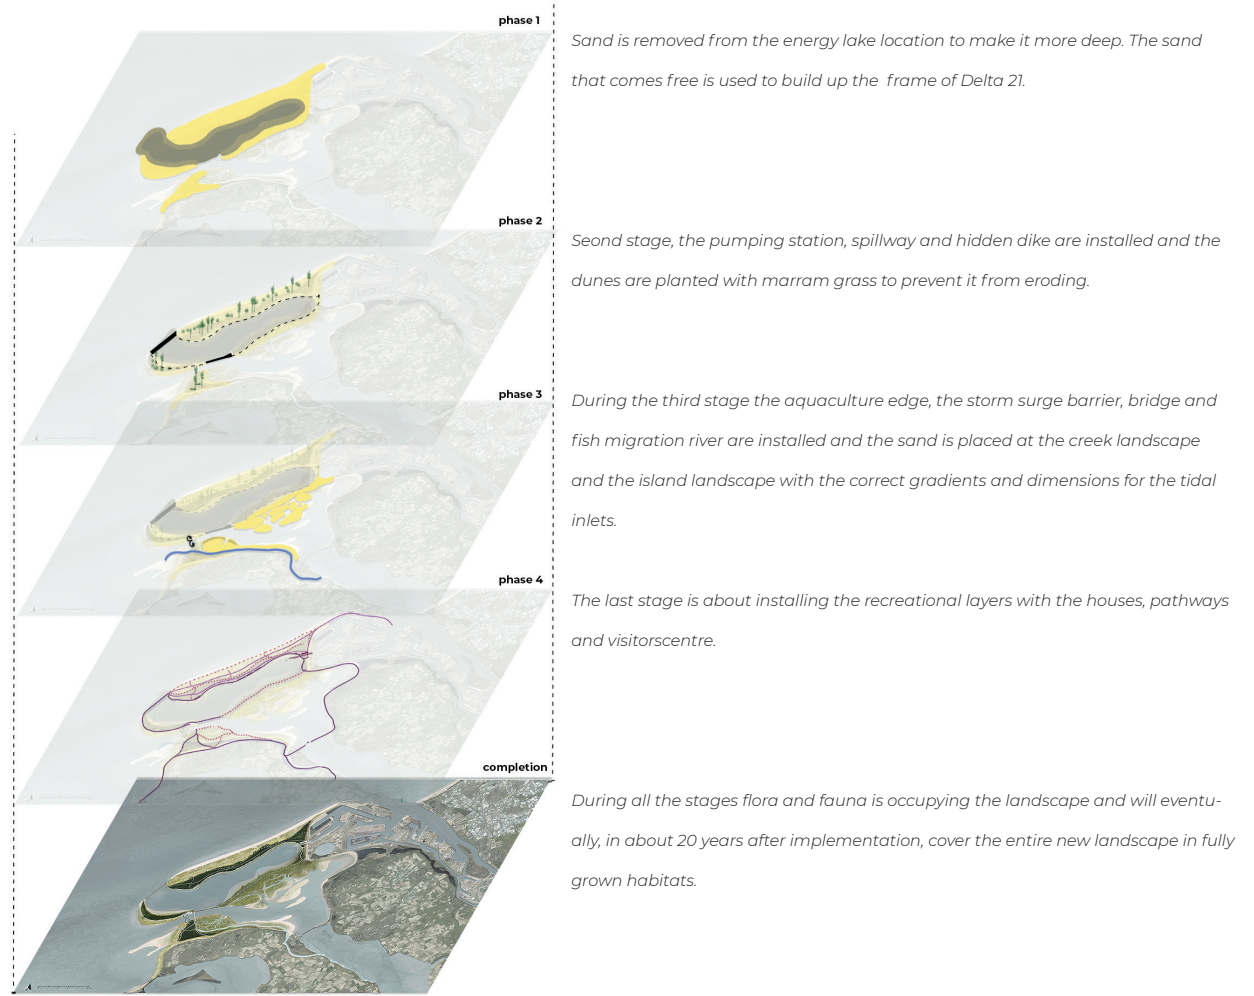 phase 1
Sand is removed from the energy lake location to make it more deep. The sand
that comes free is used to build up the  frame of Delta 21.
phase 2
Seond stage, the pumping station, spillway and hidden dike are installed and the
dunes are planted with marram grass to prevent it from eroding.
phase 3
During the third stage the aquaculture edge, the storm surge barrier, bridge and
fish migration river are installed and the sand is placed at the creek landscape
and the island landscape with the correct gradients and dimensions for the tidal
inlets.
phase 4
The last stage is about installing the recreational layers with the houses, pathways
and visitorscentre.
completion
During all the stages flora and fauna is occupying the landscape and will eventu-
ally, in about 20 years after implementation, cover the entire new landscape in fully
grown habitats.